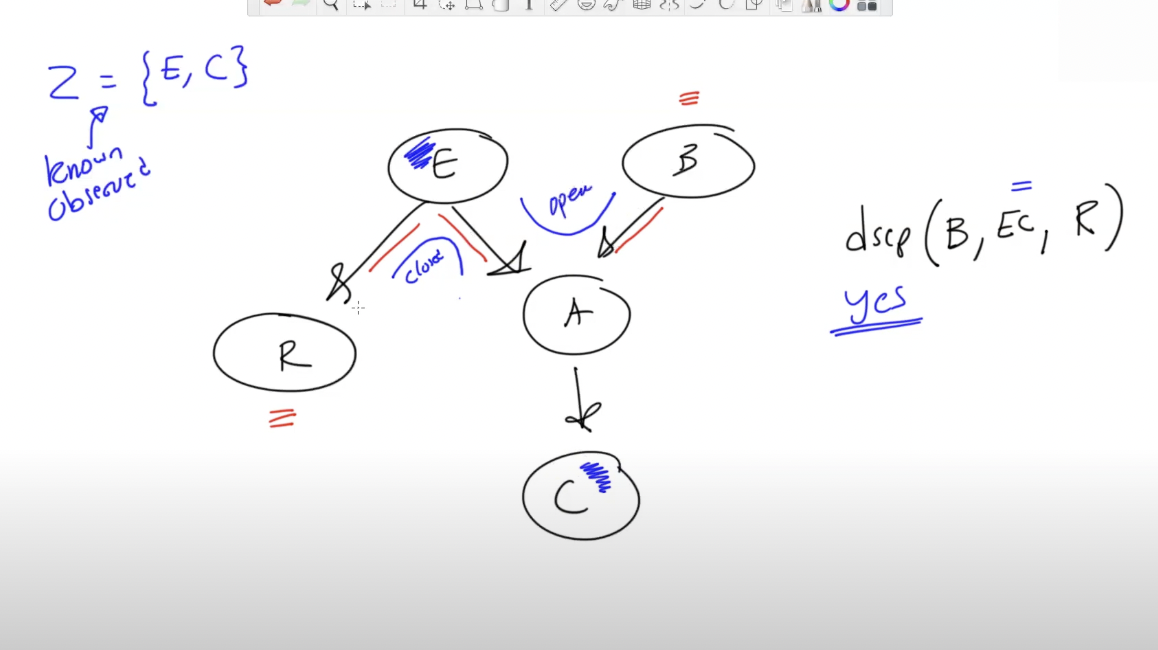 Z = {E, C}
known
observed
E
B
open
close
R
A
C
dsep(B, EC, R)
yes